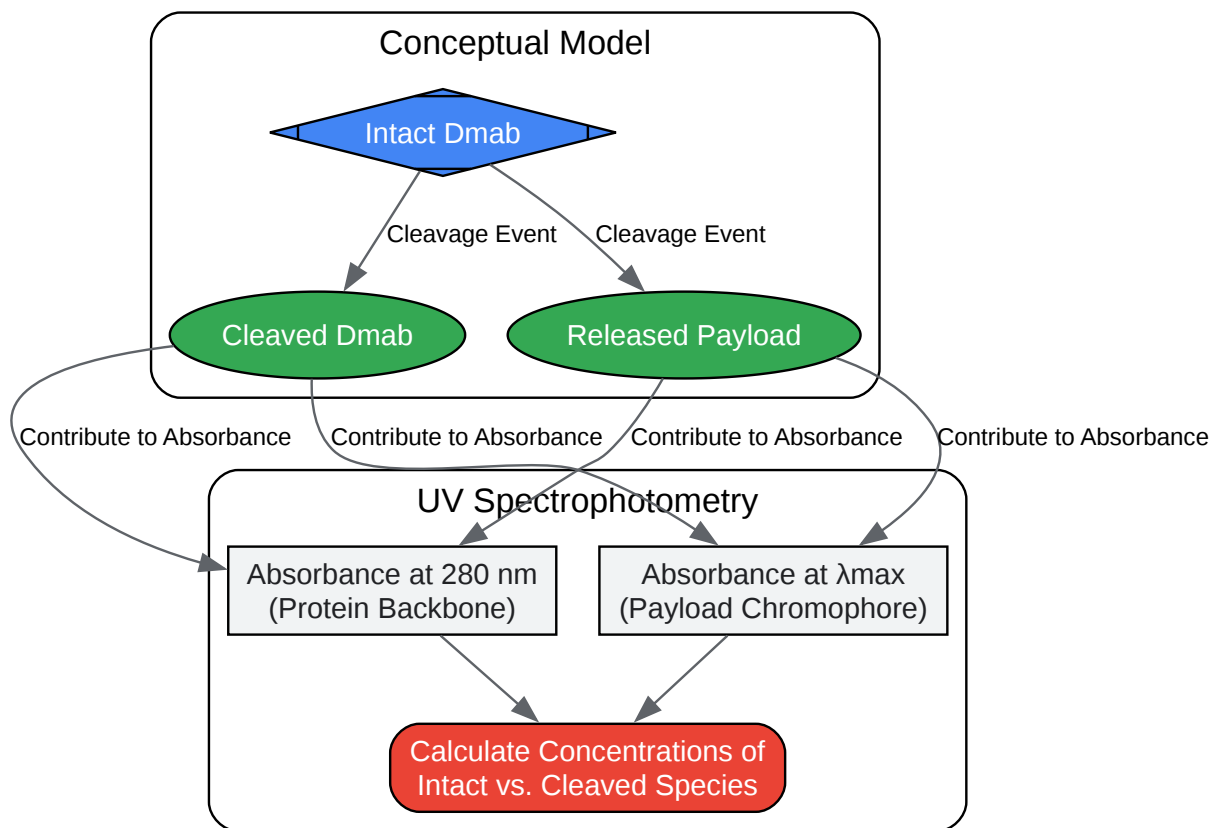 Conceptual Model
Intact Dmab
Cleavage Event
Cleavage Event
Cleaved Dmab
Released Payload
Contribute to Absorbance
Contribute to Absorbance
Contribute to Absorbance
Contribute to Absorbance
UV Spectrophotometry
Absorbance at 280 nm
(Protein Backbone)
Absorbance at λmax
(Payload Chromophore)
Calculate Concentrations of
Intact vs. Cleaved Species